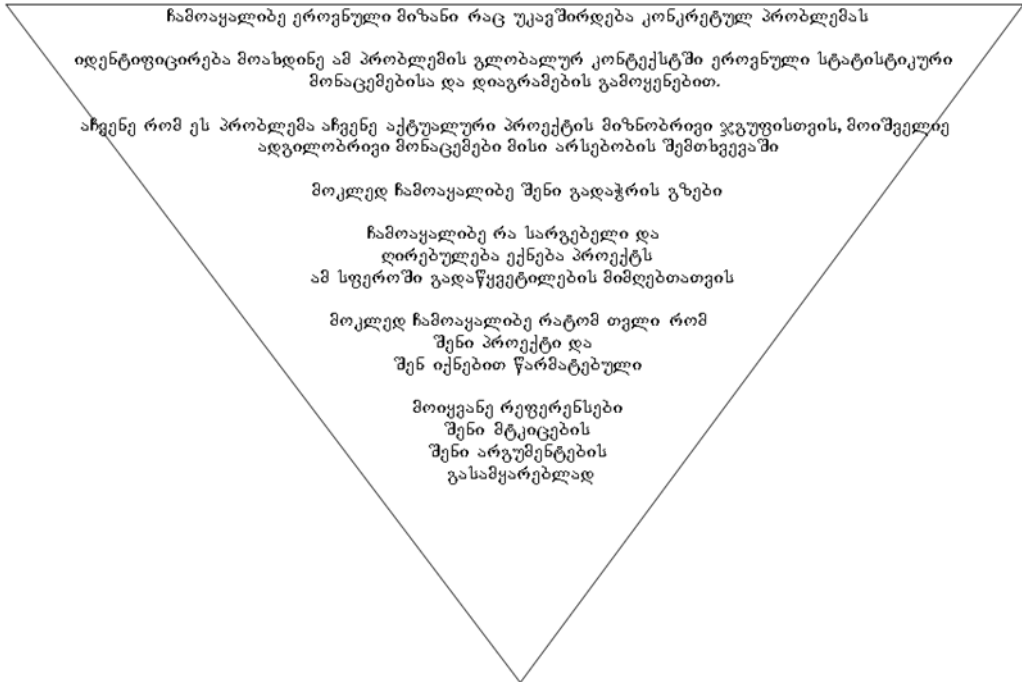 ჩამოაყალიბე ეროვნული მიზანი რაც უკავშირდება კონკრეტულ პრობლემას
იდენტიფიცირება მოახდინე ამ პრობლემის გლობალურ კონტექსტში ეროვნული სტატისტიკური
მონაცემებისა და დიაგრამების გამოყენებით.
აჩვენე რომ ეს პრობლემა აჩვენე აქტუალური პროექტის მიზნობრივი ჯგუფისთვის, მოიშველიე
ადგილობრივი მონაცემები მისი არსებობის შემთხვევაში
მოკლედ ჩამოაყალიბე შენი გადაჭრის გზები
ჩამოაყალიბე რა სარგებელი და
ღირებულება ექნება პროექტს
ამ სფეროში გადაწყვეტილების მიმღებთათვის
მოკლედ ჩამოაყალიბე რატომ თვლი რომ
შენი პროექტი და
შენ იქნებით წარმატებული
მოიყვანე რეფერენსები
შენი მტკიცების
შენი არგუმენტების
გასამყარებლად